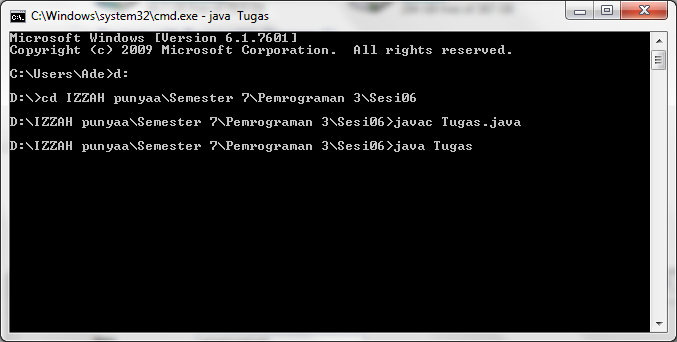 C:\Windows\system32\cmd.exe - java  Tugas
Microsoft Windows [Version 6.1.7601]
Copyright (c) 2009 Microsoft Corporation.  All rights reserved.
C:\Users\Ade>d:
D:\>cd IZZAH punyaa\Semester 7\Pemrograman 3\Sesi06
D:\IZZAH punyaa\Semester 7\Pemrograman 3\Sesi06>javac Tugas.java
D:\IZZAH punyaa\Semester 7\Pemrograman 3\Sesi06>java Tugas